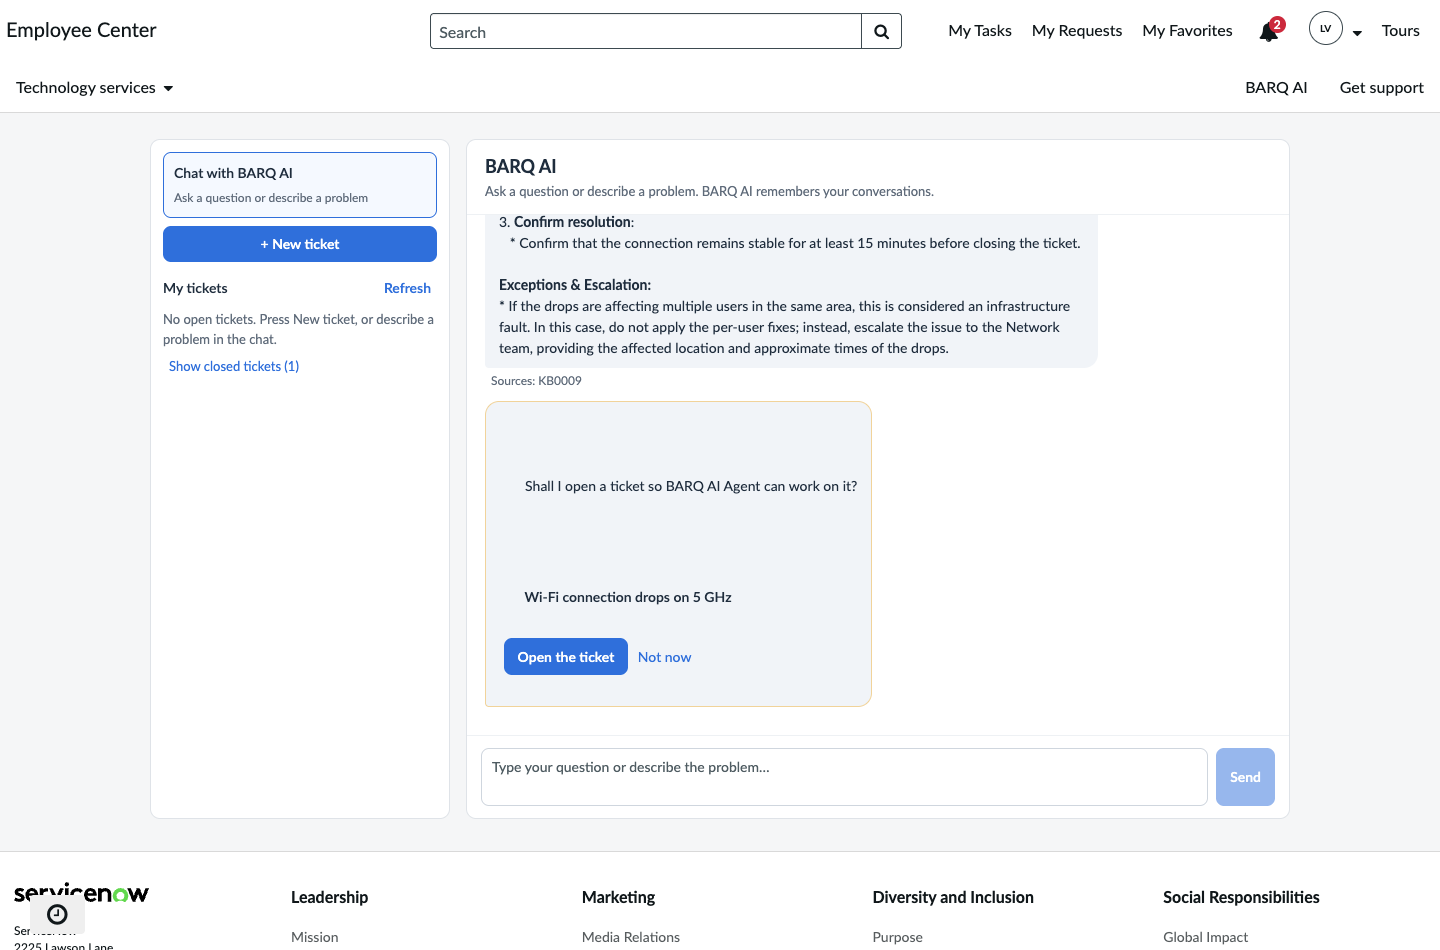 Employee Center
Search
My Tasks
My Requests
My Favorites
2
LV
Tours
Technology services
BARQ AI
Get support
Chat with BARQ AI
Ask a question or describe a problem
+ New ticket
My tickets
Refresh
No open tickets. Press New ticket, or describe a
problem in the chat.
Show closed tickets (1)
BARQ AI
Ask a question or describe a problem. BARQ AI remembers your conversations.
3. Confirm resolution:
* Confirm that the connection remains stable for at least 15 minutes before closing the ticket.
Exceptions & Escalation:
* If the drops are affecting multiple users in the same area, this is considered an infrastructure
fault. In this case, do not apply the per-user fixes; instead, escalate the issue to the Network
team, providing the affected location and approximate times of the drops.
Sources: KB0009
Shall I open a ticket so BARQ AI Agent can work on it?
Wi-Fi connection drops on 5 GHz
Open the ticket
Not now
Type your question or describe the problem...
Send
servicenow
2225 Lawson Lane
Leadership
Mission
Marketing
Media Relations
Diversity and Inclusion
Purpose
Social Responsibilities
Global Impact